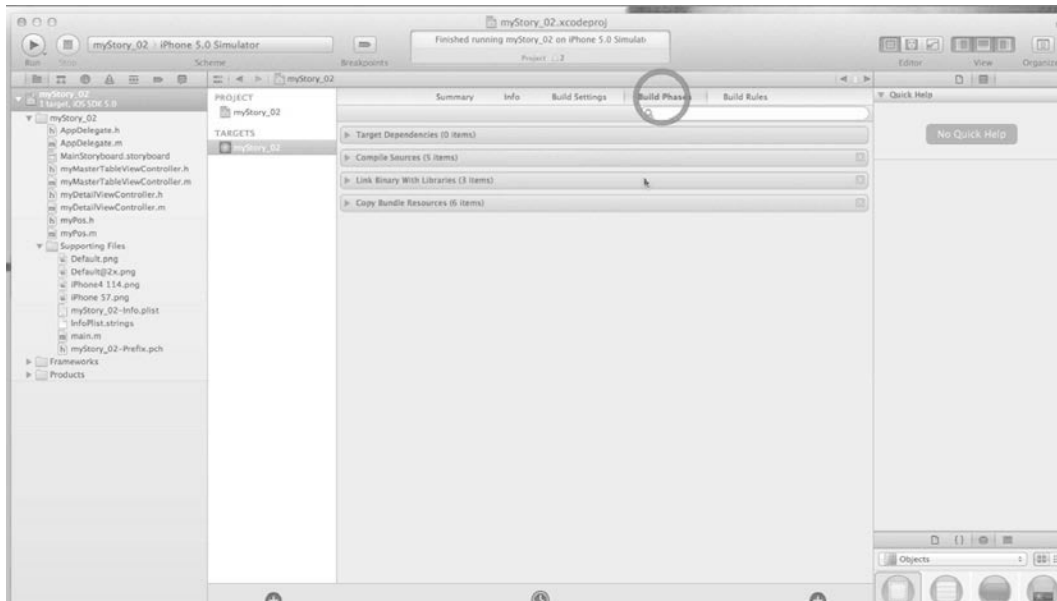 myStory_02.xcodeproj
myStory_02 iPhone 5.0 Simulator
Finished running myStory_02 on iPhone 5.0 Simulat
Run Stop Scheme Breakpoints Project 2 Editor View Organize
myStory_02
myStory_02
1 target, iOS SDK 5.0
myStory_02
AppDelegate.h
AppDelegate.m
MainStoryboard.storyboard
myMasterTableViewController.h
myMasterTableViewController.m
myDetailViewController.h
myDetailViewController.m
myPos.h
myPos.m
Supporting Files
Default.png
Default@2x.png
iPhone4 114.png
iPhone 57.png
myStory_02-Info.plist
InfoPlist.strings
main.m
myStory_02-Prefix.pch
Frameworks
Products
PROJECT
myStory_02
TARGETS
myStory_02
Summary Info Build Settings Build Phases Build Rules
Target Dependencies (0 items)
Compile Sources (5 items)
Link Binary With Libraries (3 items)
Copy Bundle Resources (6 items)
Quick Help
No Quick Help
Objects